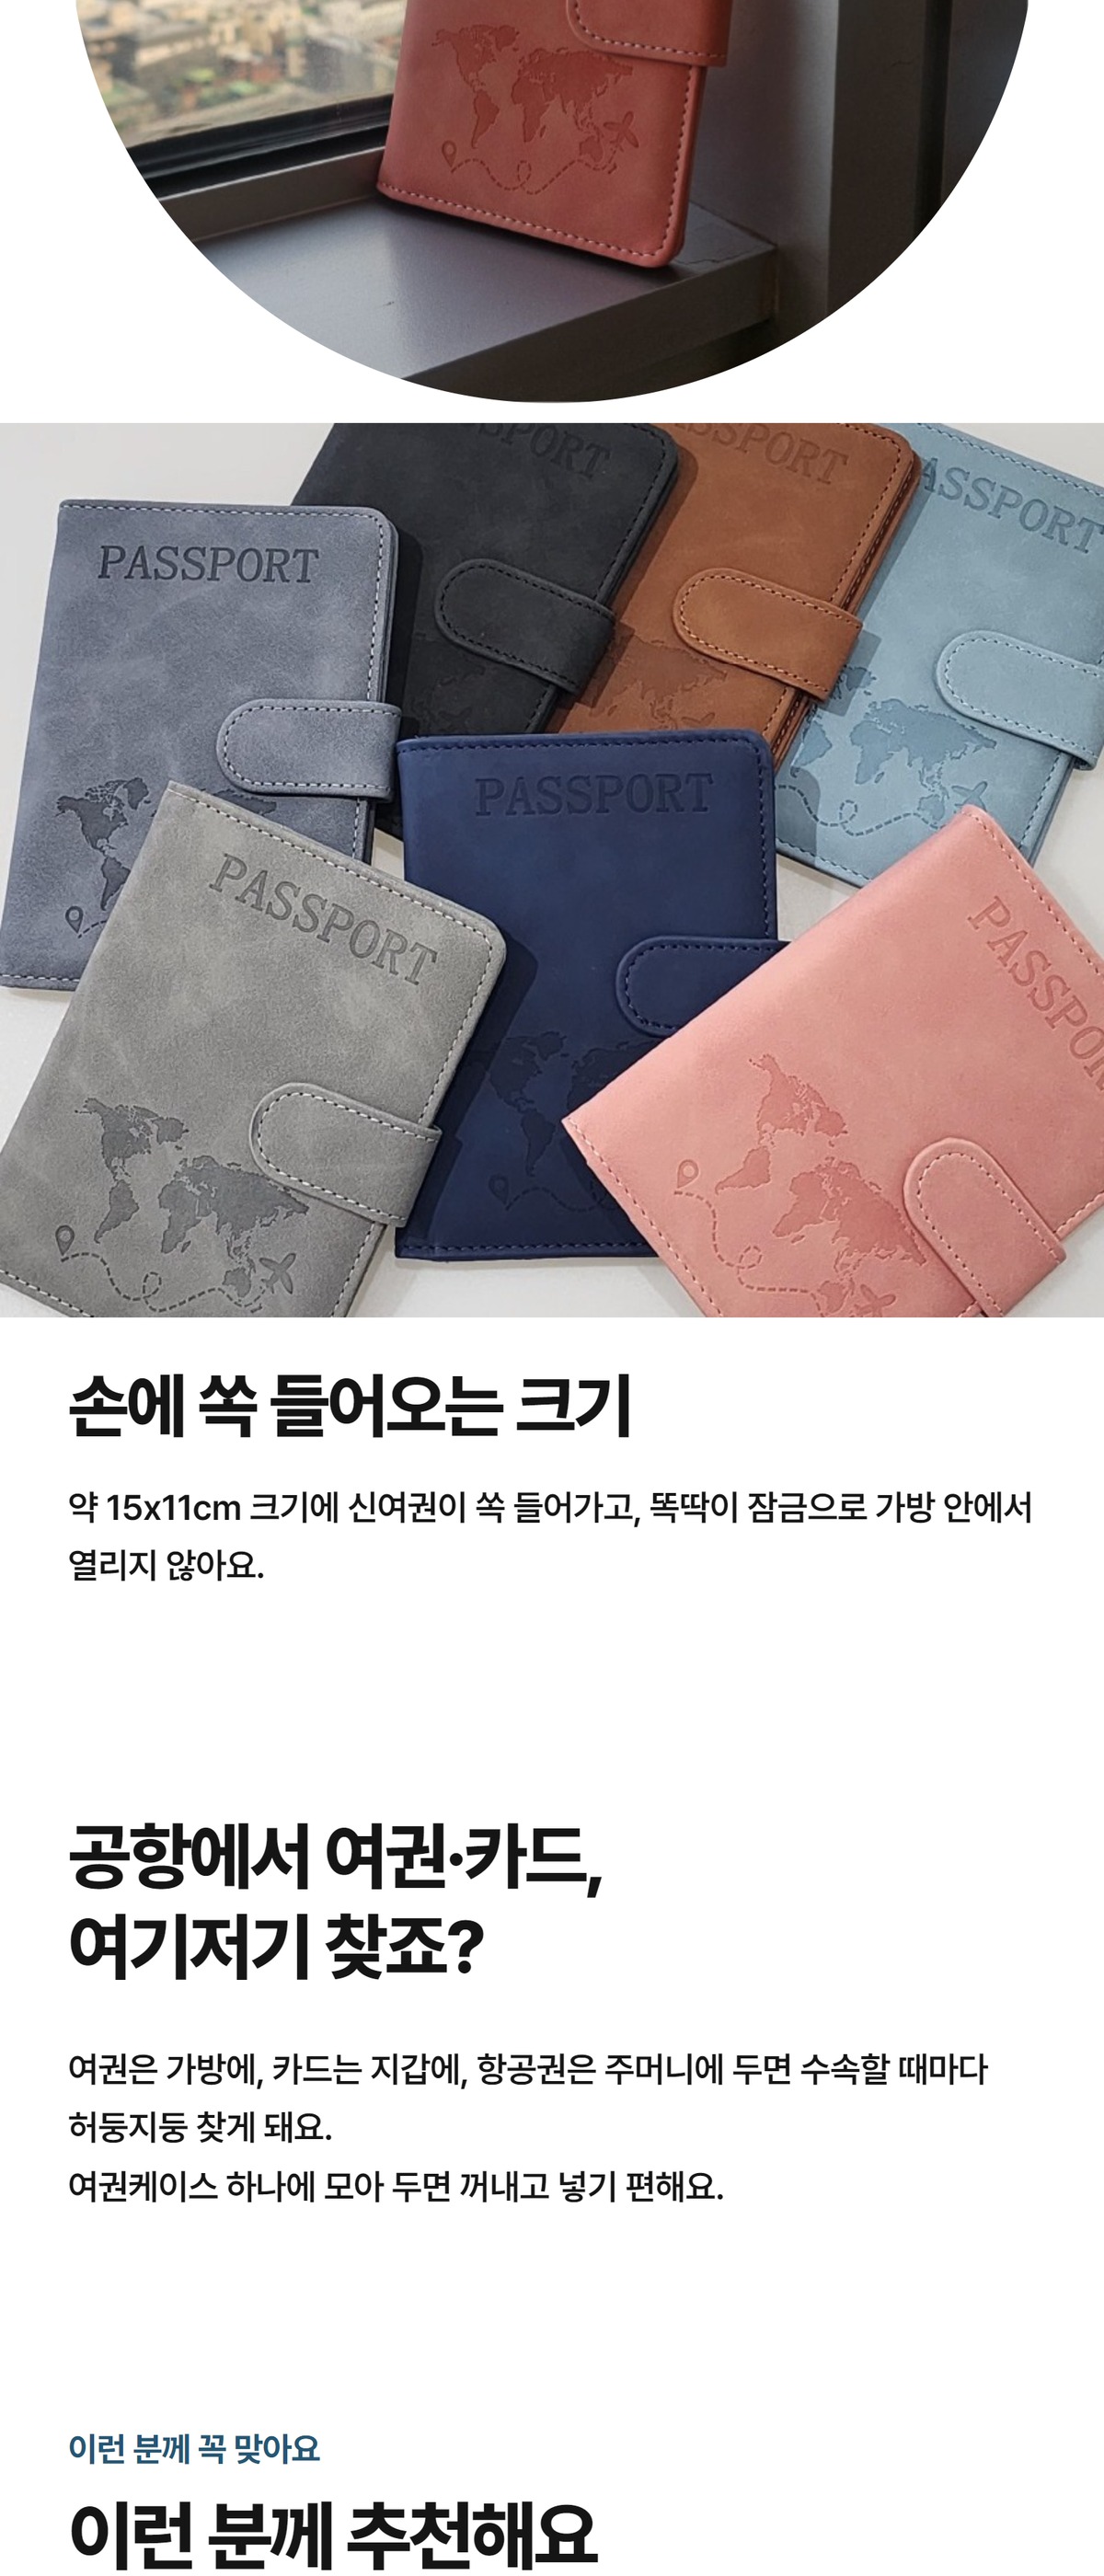 PASSPORT
PASSPORT
PASSPORT
PASSPORT
PASSPORT
PASSPORT
손에 쏙 들어오는 크기
약 15x11cm 크기에 신여권이 쏙 들어가고, 똑딱이 잠금으로 가방 안에서
열리지 않아요.
공항에서 여권·카드,
여기저기 찾죠?
여권은 가방에, 카드는 지갑에, 항공권은 주머니에 두면 수속할 때마다
허둥지둥 찾게 돼요.
여권케이스 하나에 모아 두면 꺼내고 넣기 편해요.
이런 분께 꼭 맞아요
이런 분께 추천해요